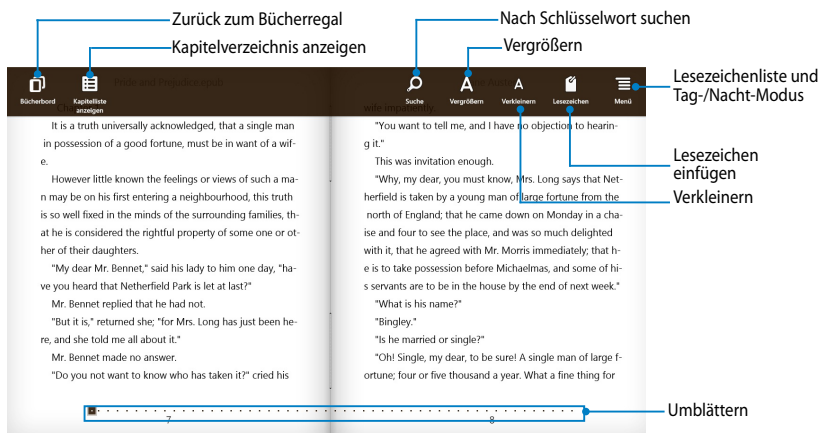 Zurück zum Bücherregal
Kapitelverzeichnis anzeigen
Nach Schlüsselwort suchen
Vergrößern
Lesezeichenliste und
Tag-/Nacht-Modus
Lesezeichen
einfügen
Verkleinern
Umblättern
Pride and Prejudice.epub
Bücherbord
Kapitelliste
anzeigen
Suche
Vergrößern
Verkleinern
Lesezeichen
Menü
It is a truth universally acknowledged, that a single man
in possession of a good fortune, must be in want of a wif-
e.
However little known the feelings or views of such a ma-
n may be on his first entering a neighbourhood, this truth
is so well fixed in the minds of the surrounding families, th-
at he is considered the rightful property of some one or ot-
her of their daughters.
"My dear Mr. Bennet," said his lady to him one day, "ha-
ve you heard that Netherfield Park is let at last?"
Mr. Bennet replied that he had not.
"But it is," returned she; "for Mrs. Long has just been he-
re, and she told me all about it."
Mr. Bennet made no answer.
"Do you not want to know who has taken it?" cried his
7
wife impatiently.
"You want to tell me, and I have no objection to hearin-
g it."
This was invitation enough.
"Why, my dear, you must know, Mrs. Long says that Net-
herfield is taken by a young man of large fortune from the
north of England; that he came down on Monday in a cha-
ise and four to see the place, and was so much delighted
with it, that he agreed with Mr. Morris immediately; that h-
e is to take possession before Michaelmas, and some of hi-
s servants are to be in the house by the end of next week."
"What is his name?"
"Bingley."
"Is he married or single?"
"Oh! Single, my dear, to be sure! A single man of large f-
ortune; four or five thousand a year. What a fine thing for
8